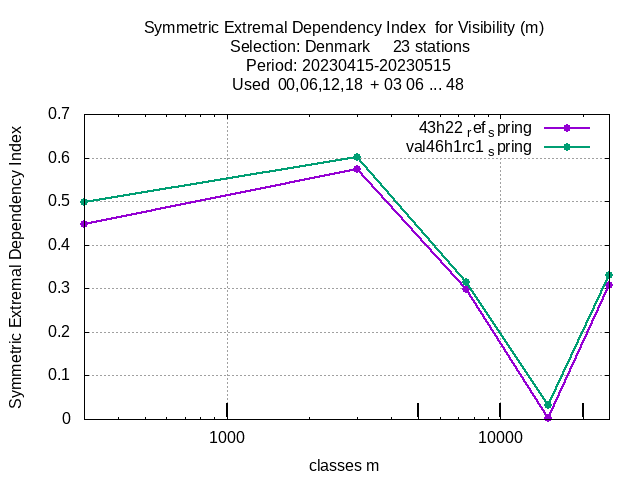 Symmetric Extremal Dependency Index for Visibility (m)
Selection: Denmark 23 stations
Period: 20230415-20230515
Used 00,06,12,18 + 03 06 ... 48
Symmetric Extremal Dependency Index
0.7
0.6
0.5
0.4
0.3
0.2
0.1
0
43h22ref spring
val46h1rc1 spring
1000
10000
classes m